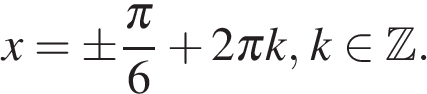 x = ±π/6 + 2πk, k ∈ ℤ.